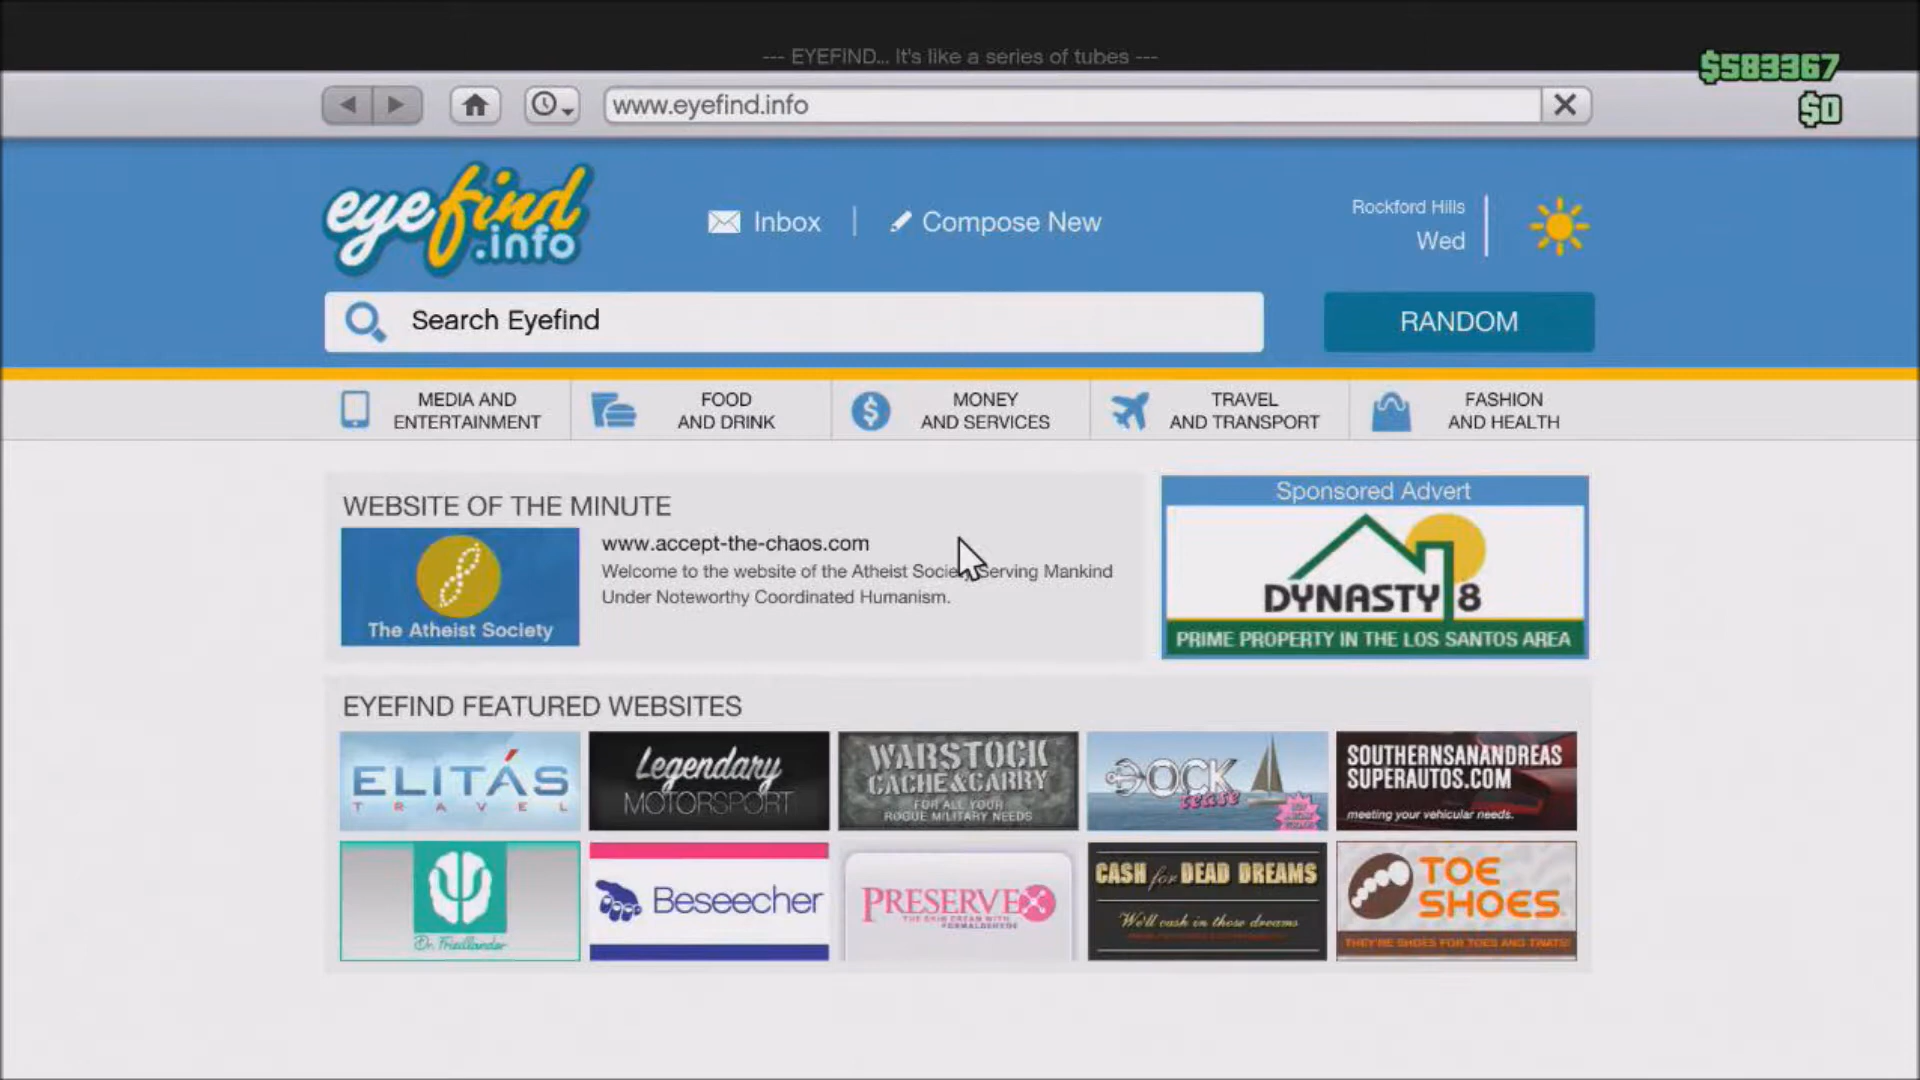 --- EYEFIND... It's like a series of tubes ---
$583367
$0
www.eyefind.info
eyefind
.info
Inbox
Compose New
Rockford Hills
Wed
Search Eyefind
RANDOM
MEDIA AND
ENTERTAINMENT
FOOD
AND DRINK
MONEY
AND SERVICES
TRAVEL
AND TRANSPORT
FASHION
AND HEALTH
WEBSITE OF THE MINUTE
The Atheist Society
www.accept-the-chaos.com
Welcome to the website of the Atheist Society Serving Mankind
Under Noteworthy Coordinated Humanism.
Sponsored Advert
DYNASTY 8
PRIME PROPERTY IN THE LOS SANTOS AREA
EYEFIND FEATURED WEBSITES
ELITÁS
TRAVEL
Legendary
MOTORSPORT
WARSTOCK
CACHE&CARRY
FOR ALL YOUR
ROGUE MILITARY NEEDS
DOCK
tease
SOUTHERNSANANDREAS
SUPERAUTOS.COM
meeting your vehicular needs.
Dr. Friedlander
Beseecher
PRESERVEX
THE SKIN CREAM WITH
FORMALDEHYDE
CASH for DEAD DREAMS
We'll cash in those dreams
TOE
SHOES
THEY'RE SHOES FOR TOES AND TWATS!